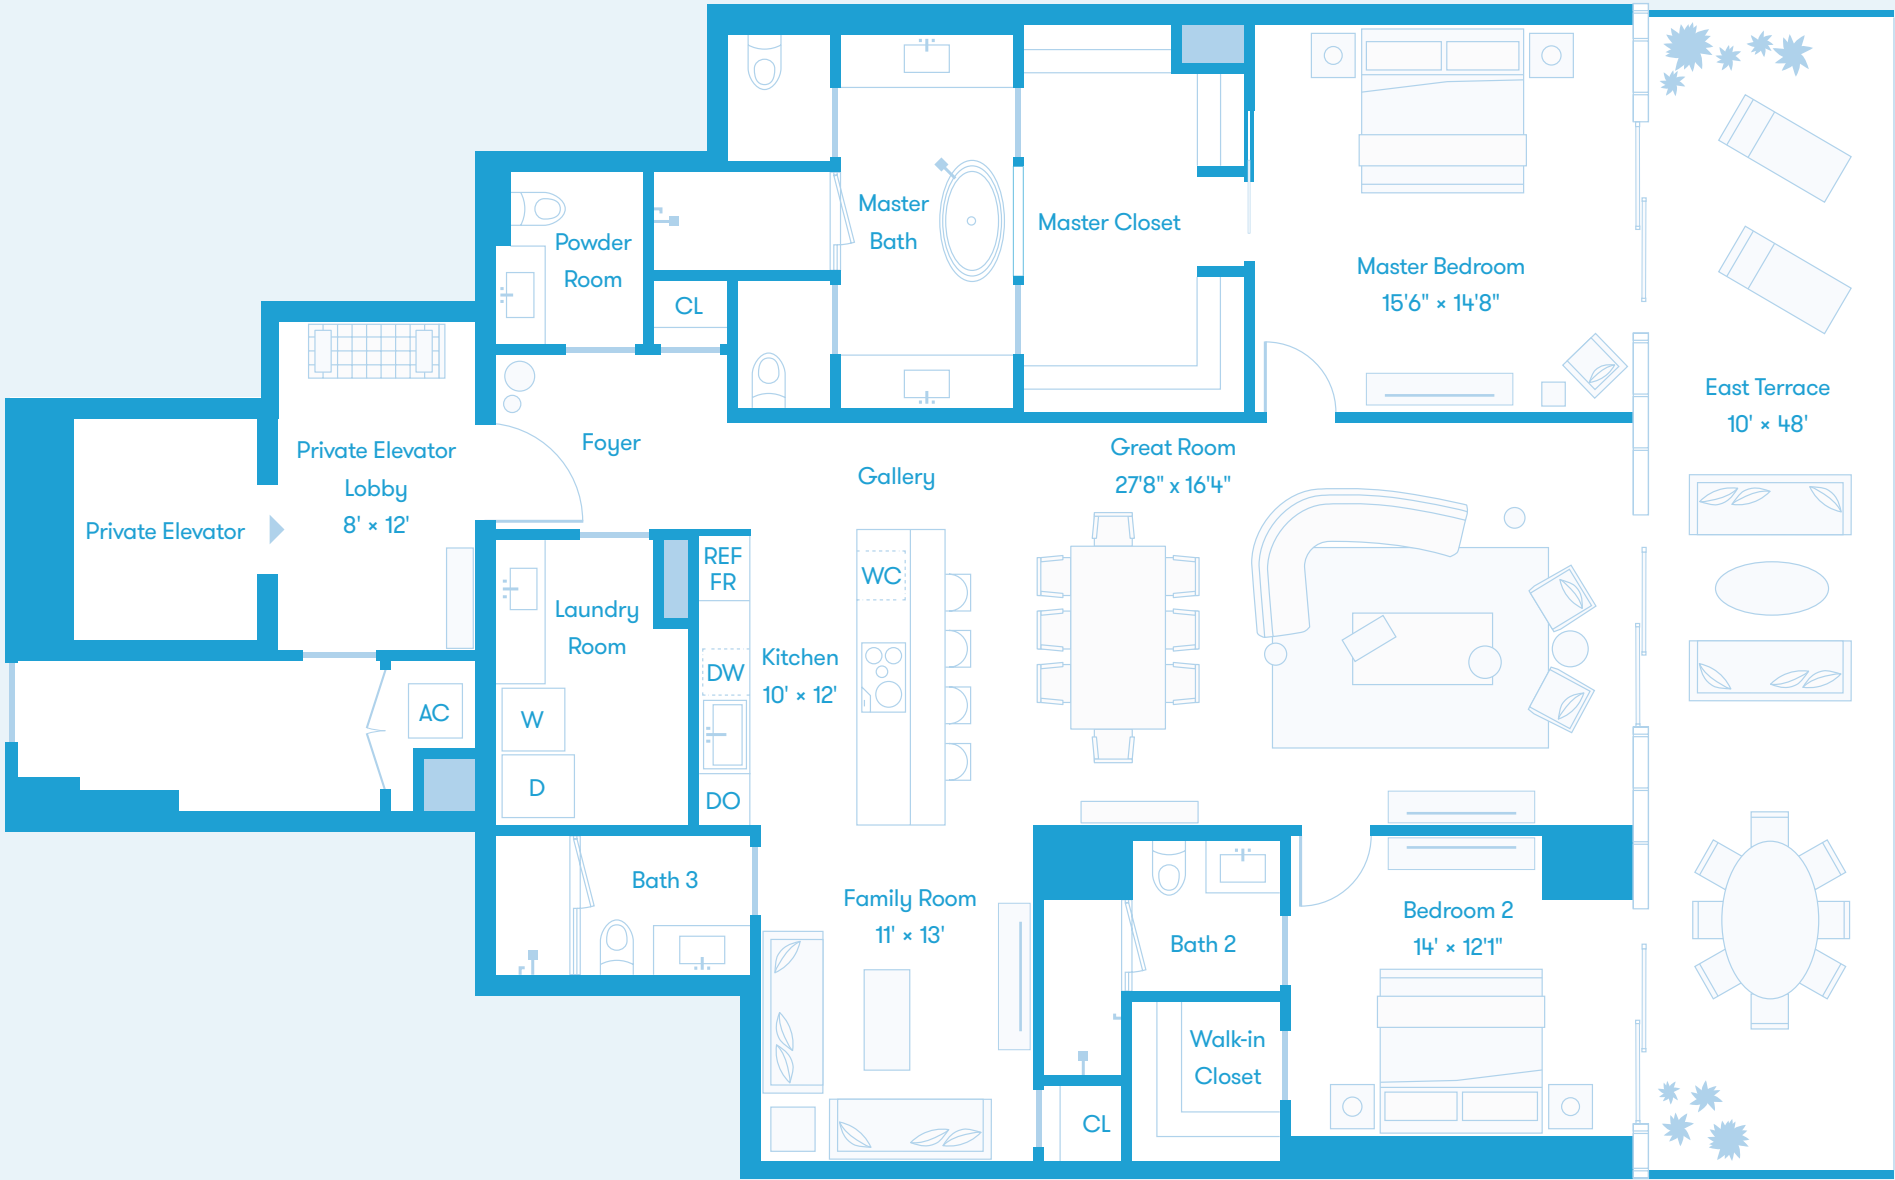 Master
Bath
Master Closet
Powder
Room
CL
Master Bedroom
15'6" × 14'8"
East Terrace
10' × 48'
Private Elevator
Lobby
8' × 12'
Private Elevator
Foyer
Gallery
Great Room
27'8" x 16'4"
REF
FR
WC
Laundry
Room
Kitchen
10' × 12'
DW
AC
W
D
DO
Bath 3
Family Room
11' × 13'
Bath 2
Bedroom 2
14' × 12'1"
Walk-in
Closet
CL